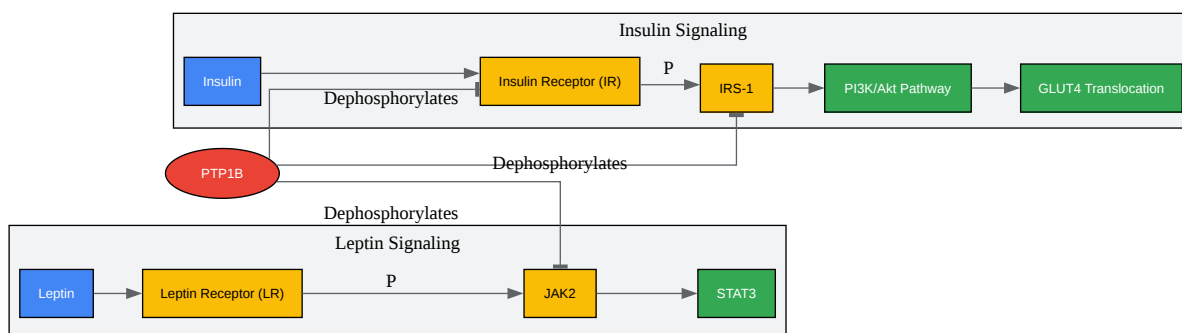 Insulin Signaling
Insulin
Insulin Receptor (IR)
P
IRS-1
PI3K/Akt Pathway
GLUT4 Translocation
Dephosphorylates
Dephosphorylates
PTP1B
Dephosphorylates
Leptin Signaling
Leptin
Leptin Receptor (LR)
P
JAK2
STAT3